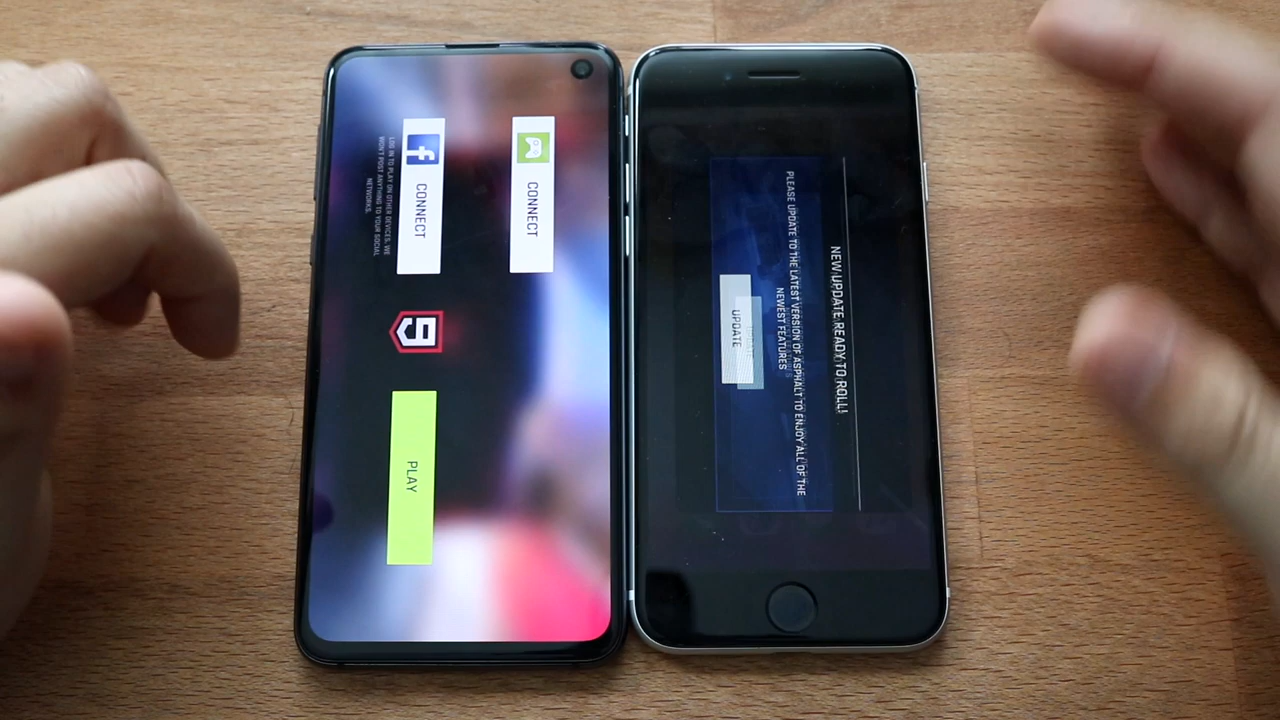 CONNECT
CONNECT
LOG IN TO PLAY ON OTHER DEVICES. WE
WON'T POST ANYTHING TO YOUR SOCIAL
NETWORKS.
9
PLAY
NEW UPDATE READY TO ROLL!
PLEASE UPDATE TO THE LATEST VERSION OF ASPHALT TO ENJOY ALL OF THE
NEWEST FEATURES
UPDATE